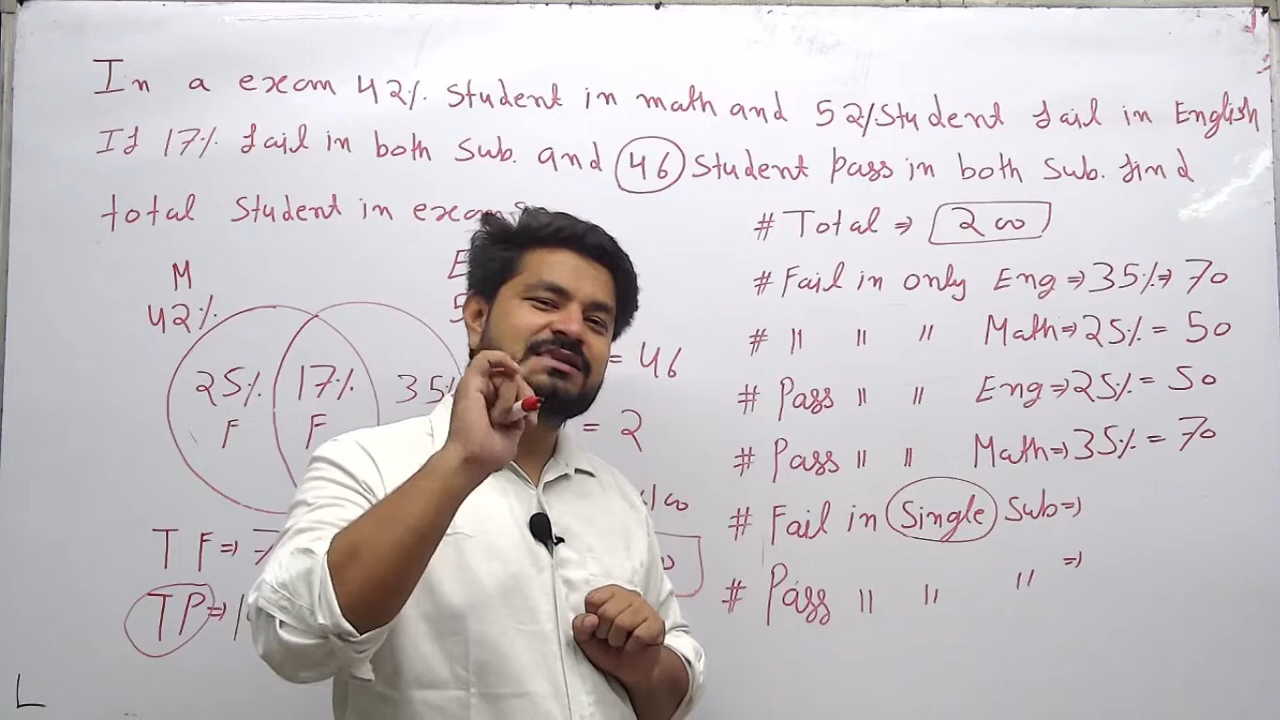 In a exam 42% Student in math and 52% Student fail in English
If 17% fail in both sub. and 46 Student pass in both Sub. find
total Student in exam
# Total ⇒ 200
# Fail in only Eng ⇒ 35% ⇒ 70
# 〃 〃 〃 Math ⇒ 25% = 50
# Pass 〃 〃 Eng ⇒ 25% = 50
# Pass 〃 〃 Math ⇒ 35% = 70
# Fail in Single Sub ⇒
# Pass 〃 〃 〃 ⇒
M
42%
E
5
25% 17% 35%
F F
= 46
= 2
TF ⇒ 7
TP ⇒ 1